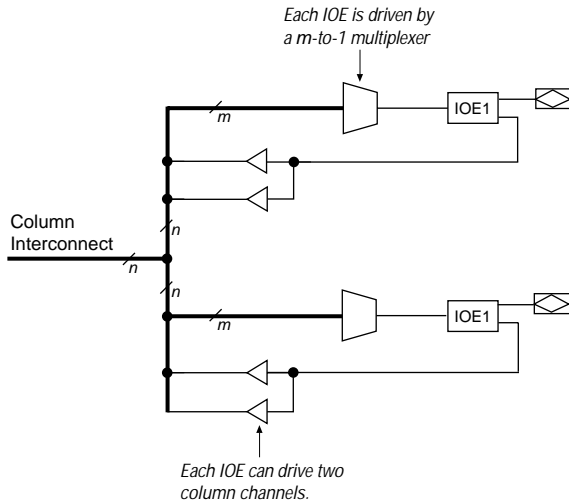 Each IOE is driven by
a m-to-1 multiplexer
m
IOE1
n
Column
Interconnect
n
n
m
IOE1
Each IOE can drive two
column channels.